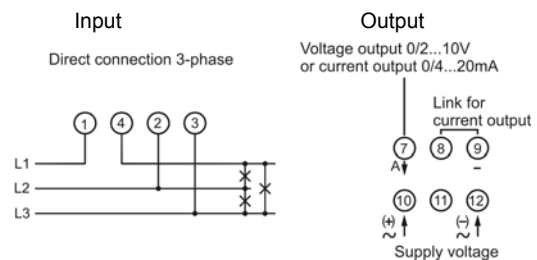 Input
Output
Direct connection 3-phase
Voltage output 0/2...10V
or current output 0/4...20mA
Link for
current output
1 4 2 3
7 8 9
A –
L1
L2
L3
10 11 12
(+) (–)
~ ~
Supply voltage